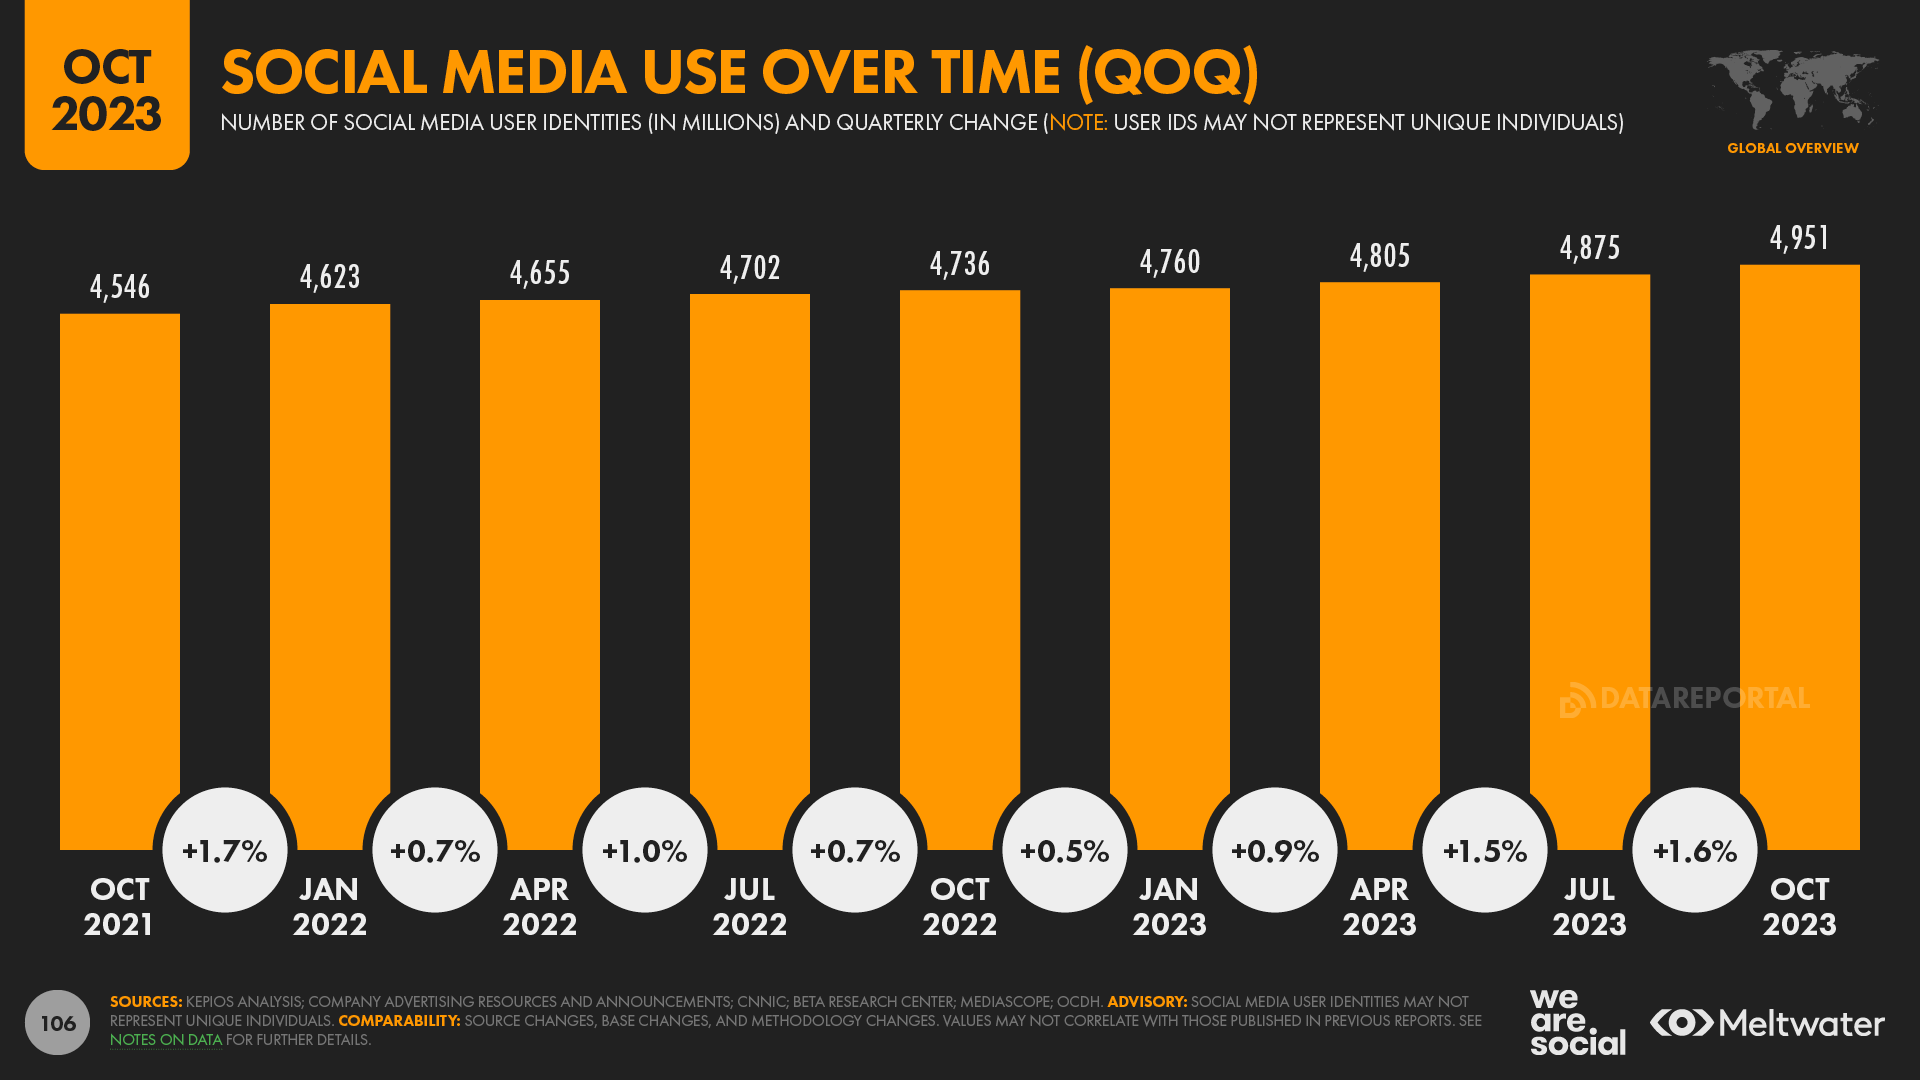 OCT
2023
SOCIAL MEDIA USE OVER TIME (QOQ)
NUMBER OF SOCIAL MEDIA USER IDENTITIES (IN MILLIONS) AND QUARTERLY CHANGE (NOTE: USER IDS MAY NOT REPRESENT UNIQUE INDIVIDUALS)
GLOBAL OVERVIEW
4,546
4,623
4,655
4,702
4,736
4,760
4,805
4,875
4,951
DATAREPORTAL
+1.7%
+0.7%
+1.0%
+0.7%
+0.5%
+0.9%
+1.5%
+1.6%
OCT
2021
JAN
2022
APR
2022
JUL
2022
OCT
2022
JAN
2023
APR
2023
JUL
2023
OCT
2023
106
SOURCES: KEPIOS ANALYSIS; COMPANY ADVERTISING RESOURCES AND ANNOUNCEMENTS; CNNIC; BETA RESEARCH CENTER; MEDIASCOPE; OCDH. ADVISORY: SOCIAL MEDIA USER IDENTITIES MAY NOT
REPRESENT UNIQUE INDIVIDUALS. COMPARABILITY: SOURCE CHANGES, BASE CHANGES, AND METHODOLOGY CHANGES. VALUES MAY NOT CORRELATE WITH THOSE PUBLISHED IN PREVIOUS REPORTS. SEE
NOTES ON DATA FOR FURTHER DETAILS.
we
are
social
Meltwater